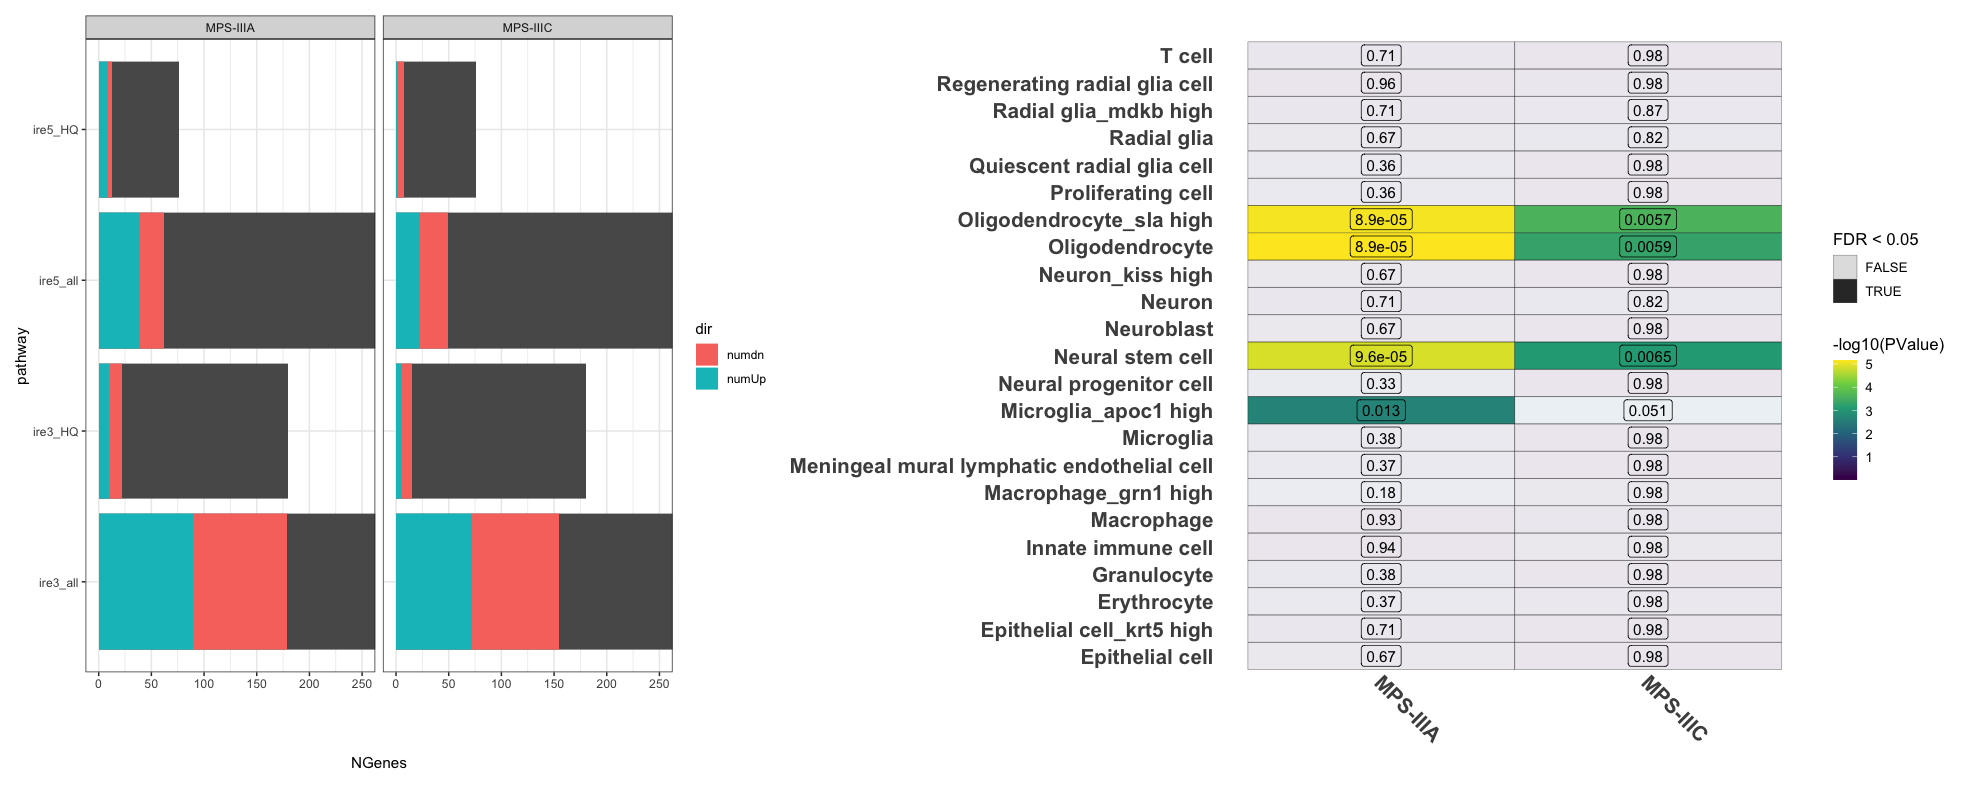 MPS-IIIA
MPS-IIIC
pathway
ire5_HQ
ire5_all
ire3_HQ
ire3_all
0 50 100 150 200 250
0 50 100 150 200 250
NGenes
dir
numdn
numUp
T cell 0.71 0.98
Regenerating radial glia cell 0.96 0.98
Radial glia_mdkb high 0.71 0.87
Radial glia 0.67 0.82
Quiescent radial glia cell 0.36 0.98
Proliferating cell 0.36 0.98
Oligodendrocyte_sla high 8.9e-05 0.0057
Oligodendrocyte 8.9e-05 0.0059
Neuron_kiss high 0.67 0.98
Neuron 0.71 0.82
Neuroblast 0.67 0.98
Neural stem cell 9.6e-05 0.0065
Neural progenitor cell 0.33 0.98
Microglia_apoc1 high 0.013 0.051
Microglia 0.38 0.98
Meningeal mural lymphatic endothelial cell 0.37 0.98
Macrophage_grn1 high 0.18 0.98
Macrophage 0.93 0.98
Innate immune cell 0.94 0.98
Granulocyte 0.38 0.98
Erythrocyte 0.37 0.98
Epithelial cell_krt5 high 0.71 0.98
Epithelial cell 0.67 0.98
MPS-IIIA
MPS-IIIC
FDR < 0.05
FALSE
TRUE
-log10(PValue)
5
4
3
2
1